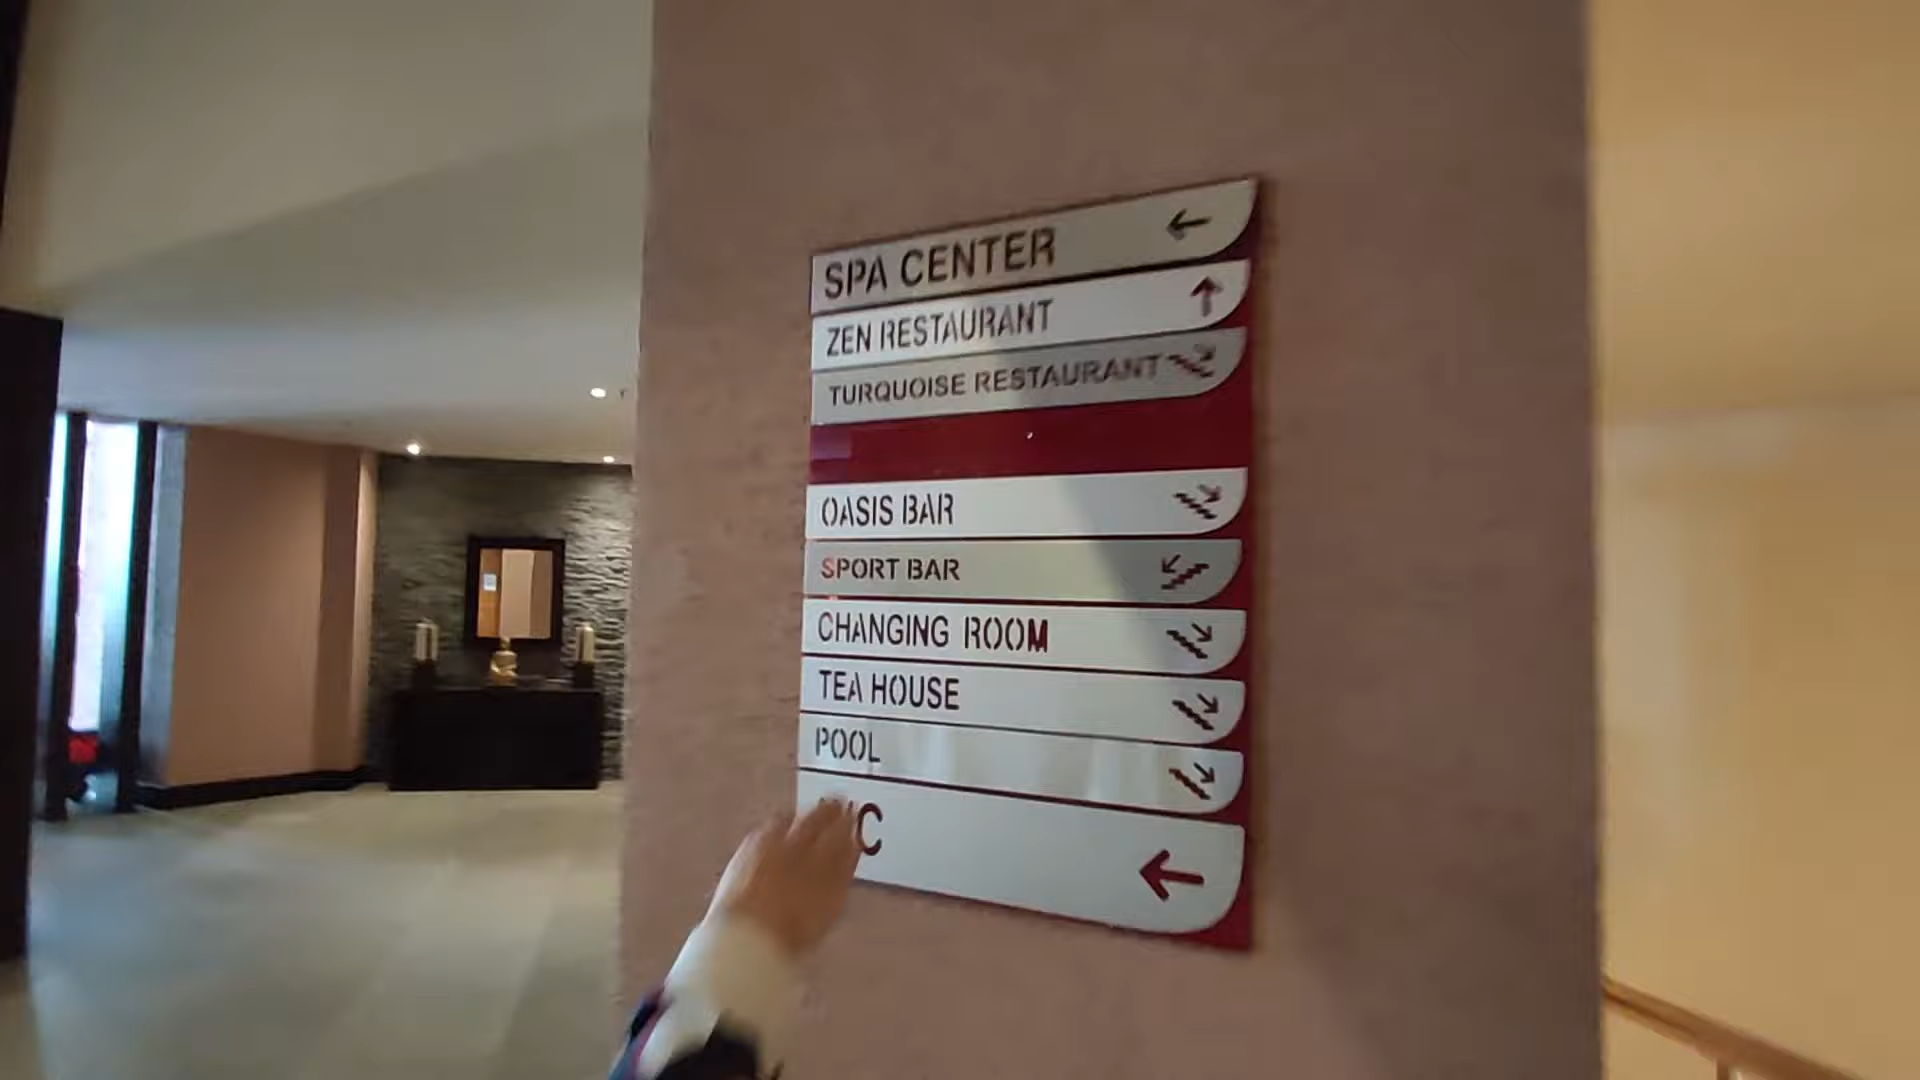 SPA CENTER
ZEN RESTAURANT
TURQUOISE RESTAURANT
OASIS BAR
SPORT BAR
CHANGING ROOM
TEA HOUSE
POOL